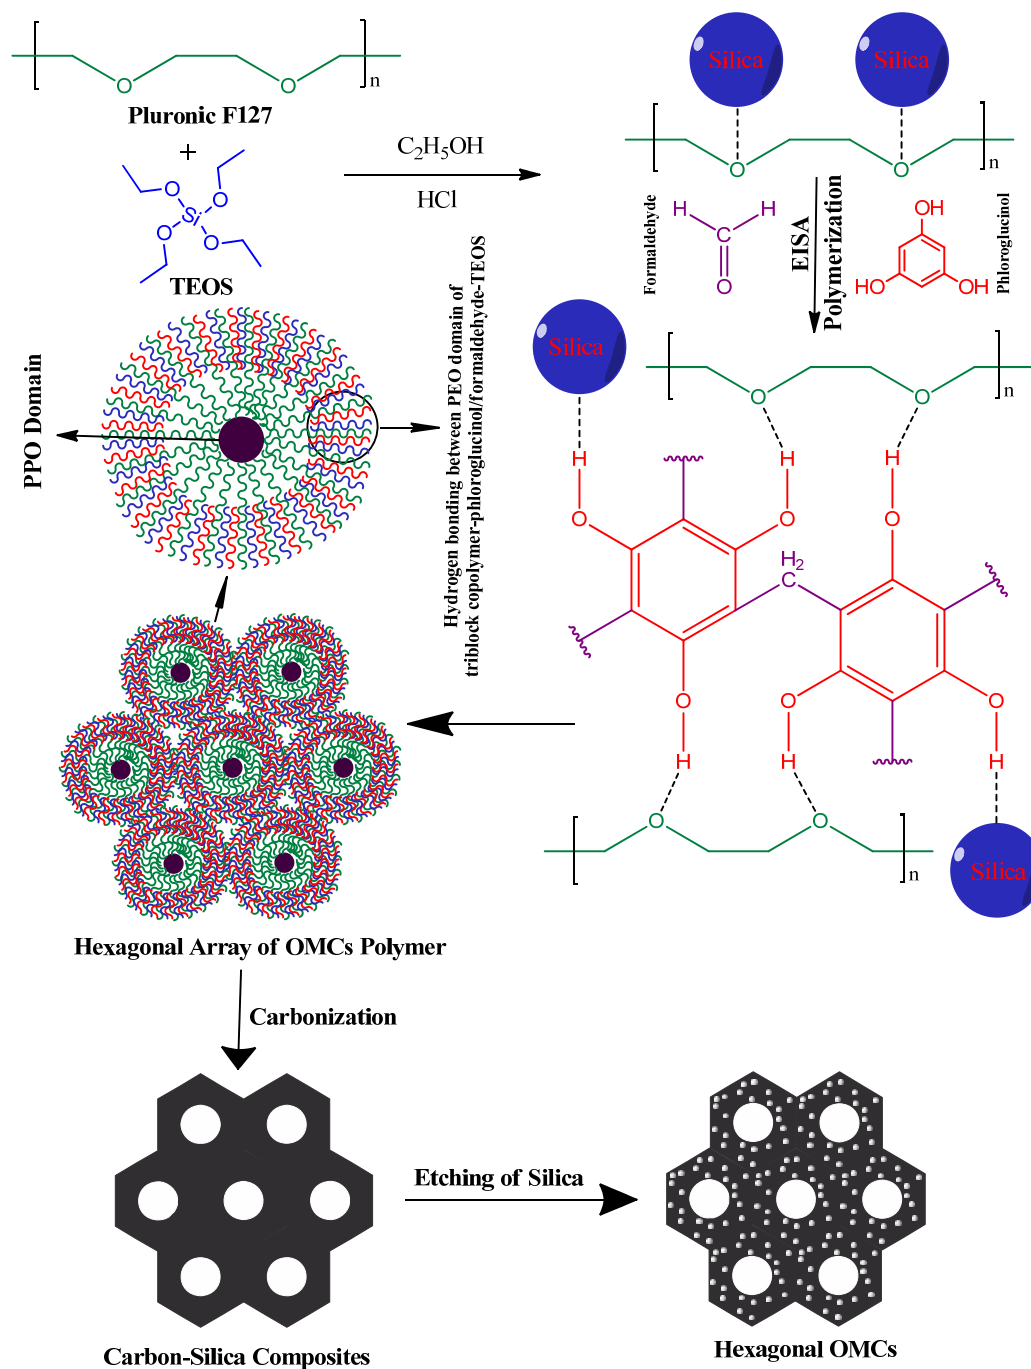 n
Pluronic F127
+
O
O
O
O
Si
O
O
TEOS
C2H5OH
HCl
Silica
Silica
O
O
n
Formaldehyde
H
H
C
O
EISA
Polymerization
OH
HO
OH
Phloroglucinol
PPO Domain
Hydrogen bonding between PEO domain of
triblock copolymer-phloroglucinol/formaldehyde-TEOS
Silica
O
O
n
H
H
H
O
O
O
H2
C
O
O
O
H
H
H
O
O
n
Silica
Hexagonal Array of OMCs Polymer
Carbonization
Etching of Silica
Carbon-Silica Composites
Hexagonal OMCs